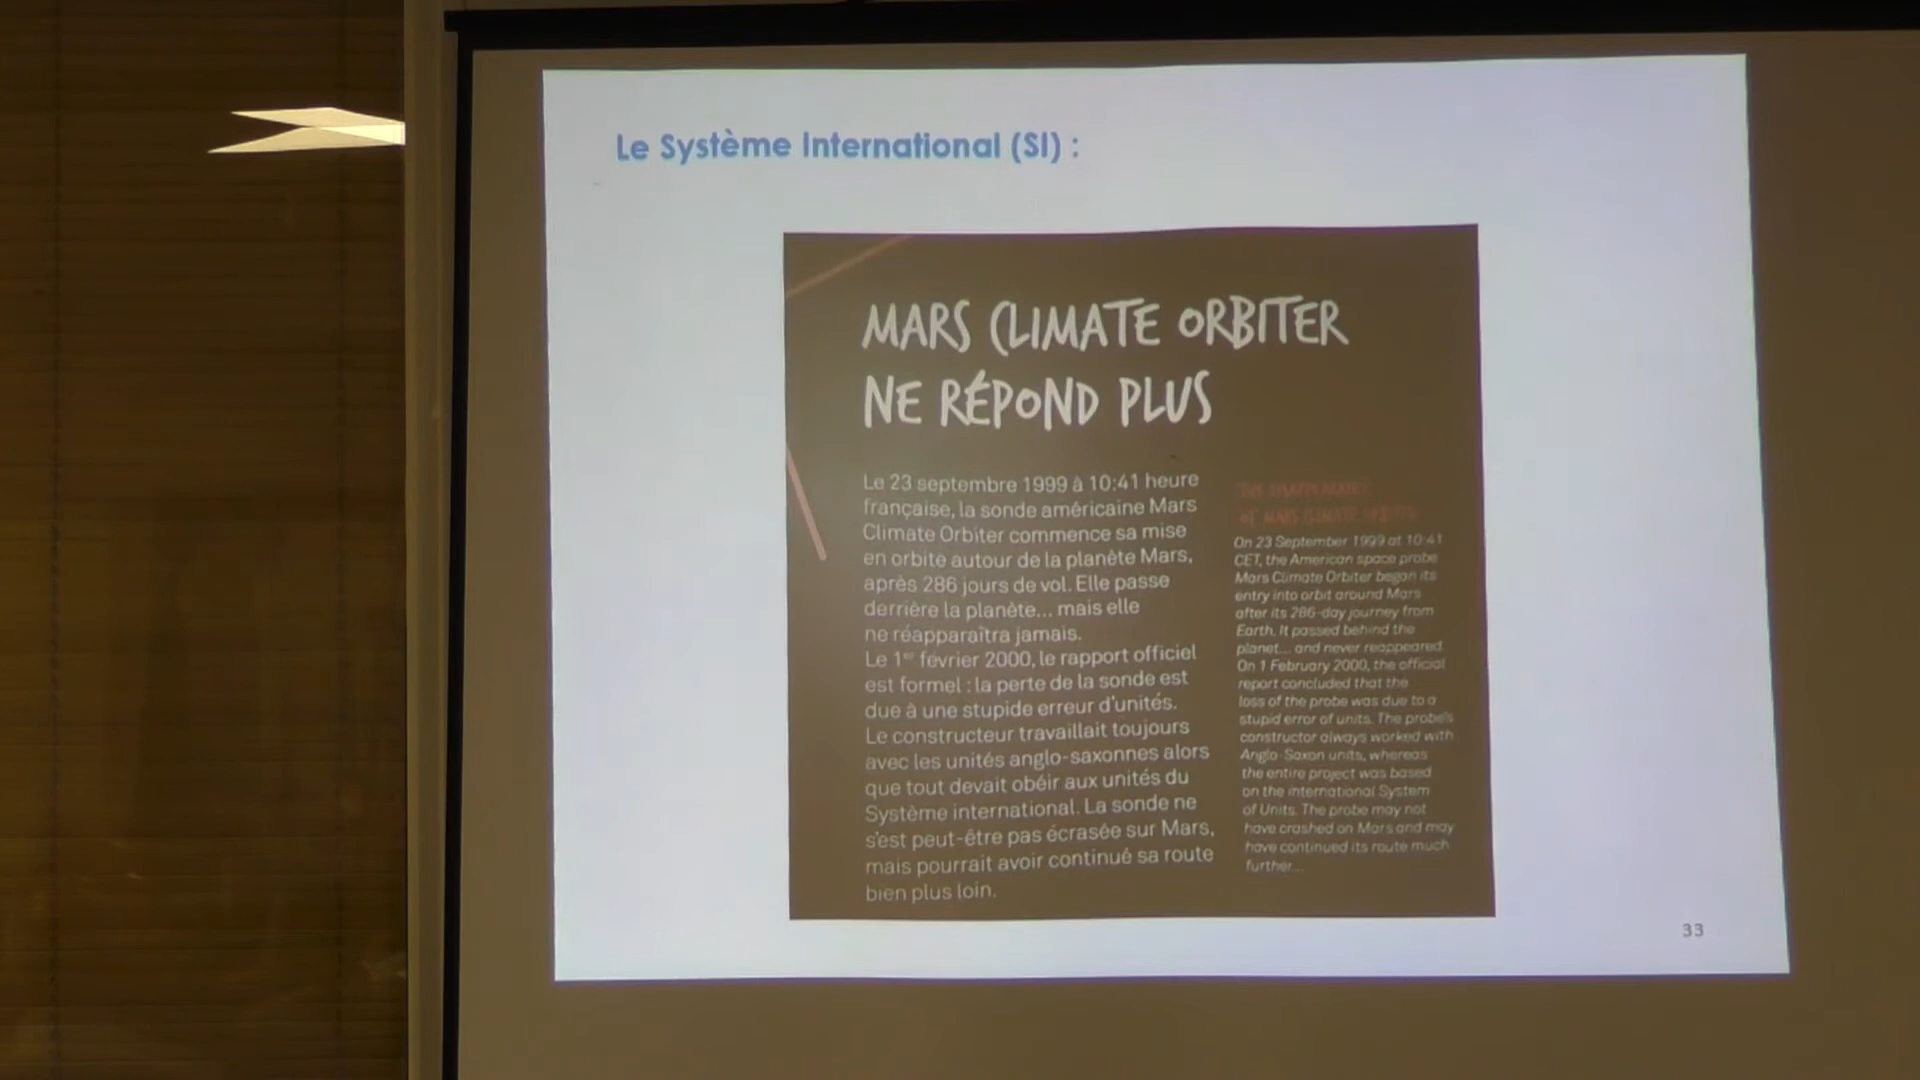 Le Système International (SI) :
MARS CLIMATE ORBITER
NE RÉPOND PLUS
Le 23 septembre 1999 à 10:41 heure
française, la sonde américaine Mars
Climate Orbiter commence sa mise
en orbite autour de la planète Mars,
après 286 jours de vol. Elle passe
derrière la planète... mais elle
ne réapparaîtra jamais.
Le 1er février 2000, le rapport officiel
est formel : la perte de la sonde est
due à une stupide erreur d'unités.
Le constructeur travaillait toujours
avec les unités anglo-saxonnes alors
que tout devait obéir aux unités du
Système international. La sonde ne
s'est peut-être pas écrasée sur Mars,
mais pourrait avoir continué sa route
bien plus loin.
THE DISAPPEARANCE
OF MARS CLIMATE ORBITER
On 23 September 1999 at 10:41
CET, the American space probe
Mars Climate Orbiter began its
entry into orbit around Mars
after its 286-day journey from
Earth. It passed behind the
planet... and never reappeared.
On 1 February 2000, the official
report concluded that the
loss of the probe was due to a
stupid error of units. The probe's
constructor always worked with
Anglo-Saxon units, whereas
the entire project was based
on the international System
of Units. The probe may not
have crashed on Mars and may
have continued its route much
further...
33